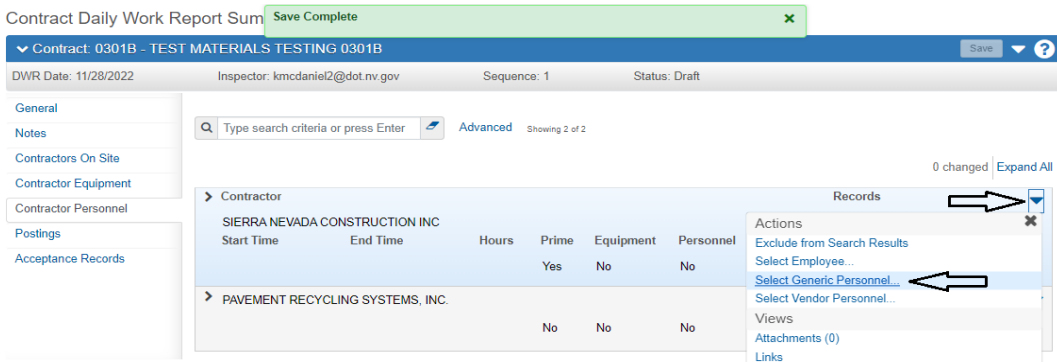 Contract Daily Work Report Sum
Save Complete
Contract: 0301B - TEST MATERIALS TESTING 0301B
Save
DWR Date: 11/28/2022 Inspector: kmcdaniel2@dot.nv.gov Sequence: 1 Status: Draft
General
Notes
Contractors On Site
Contractor Equipment
Contractor Personnel
Postings
Acceptance Records
Type search criteria or press Enter Advanced Showing 2 of 2
0 changed Expand All
Contractor Records
SIERRA NEVADA CONSTRUCTION INC
Start Time End Time Hours Prime Equipment Personnel
Yes No No
PAVEMENT RECYCLING SYSTEMS, INC.
No No No
Actions
Exclude from Search Results
Select Employee...
Select Generic Personnel...
Select Vendor Personnel...
Views
Attachments (0)
Links